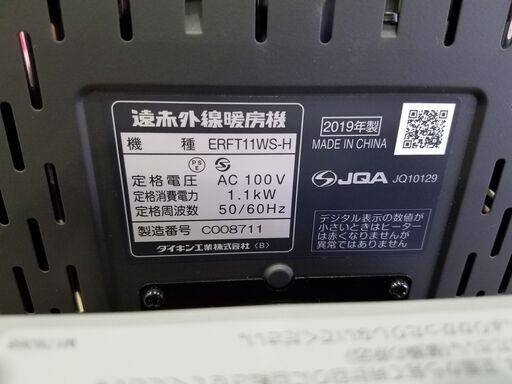 遠赤外線暖房機
機 種 ERFT11WS-H
PS E S
定格電圧 AC 100V
定格消費電力 1.1kW
定格周波数 50/60Hz
製造番号 C008711
ダイキン工業株式会社 〈B〉
2019年製
MADE IN CHINA
JQA JQ10129
デジタル表示の数値が
小さいときはヒーターは
赤くなりませんが
異常ではありません